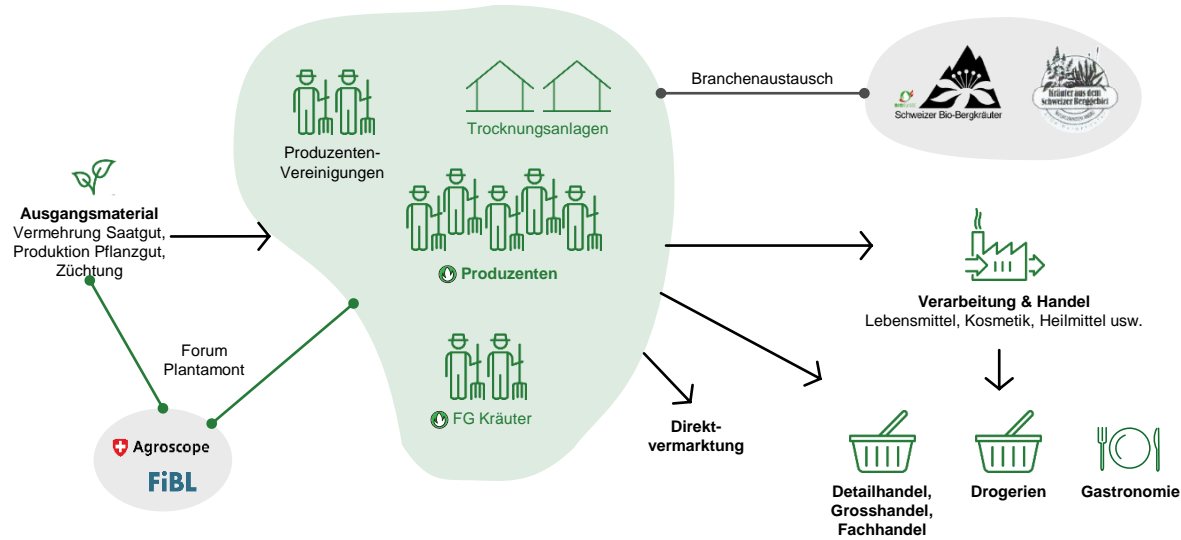 Branchenaustausch
Schweizer Bio-Bergkräuter
Kräuter aus dem
Schweizer Berggebiet
Trocknungsanlagen
Produzenten-
Vereinigungen
Ausgangsmaterial
Vermehrung Saatgut,
Produktion Pflanzgut,
Züchtung
Produzenten
Verarbeitung & Handel
Lebensmittel, Kosmetik, Heilmittel usw.
Forum
Plantamont
FG Kräuter
Direkt-
vermarktung
Agroscope
FiBL
Detailhandel,
Grosshandel,
Fachhandel
Drogerien
Gastronomie